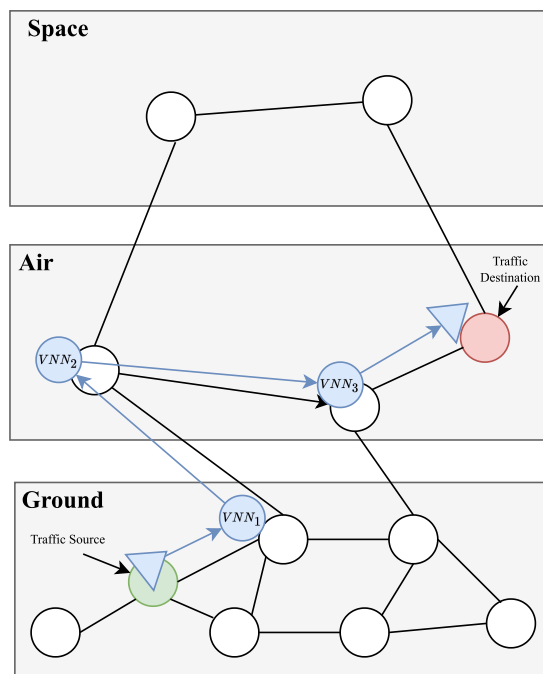 Space
Air
Traffic
Destination
VNN₂
VNN₃
Ground
VNN₁
Traffic Source